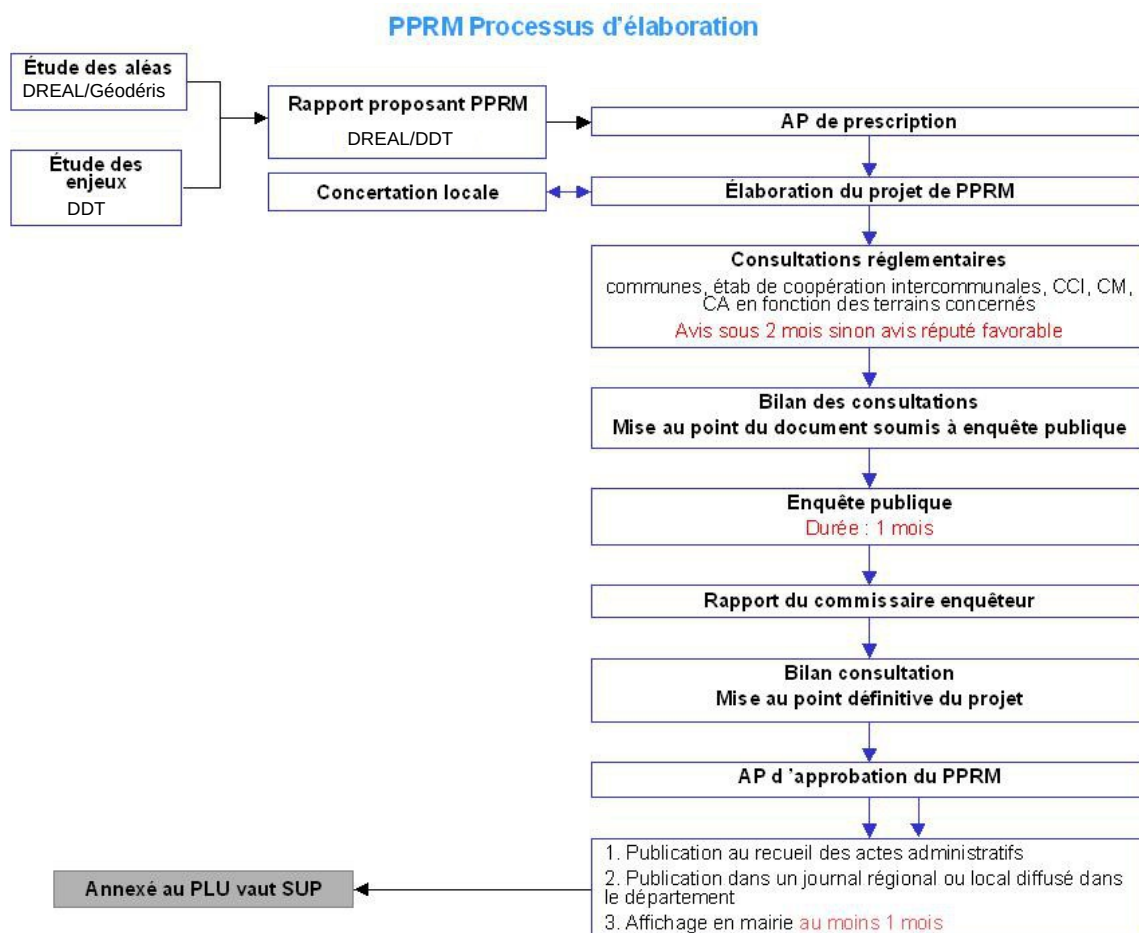 PPRM Processus d'élaboration
Étude des aléas
DREAL/Géodéris
Étude des
enjeux
DDT
Rapport proposant PPRM
DREAL/DDT
AP de prescription
Concertation locale
Élaboration du projet de PPRM
Consultations réglementaires
communes, étab de coopération intercommunales, CCI, CM,
CA en fonction des terrains concernés
Avis sous 2 mois sinon avis réputé favorable
Bilan des consultations
Mise au point du document soumis à enquête publique
Enquête publique
Durée : 1 mois
Rapport du commissaire enquêteur
Bilan consultation
Mise au point définitive du projet
AP d 'approbation du PPRM
1. Publication au recueil des actes administratifs
2. Publication dans un journal régional ou local diffusé dans
le département
3. Affichage en mairie au moins 1 mois
Annexé au PLU vaut SUP